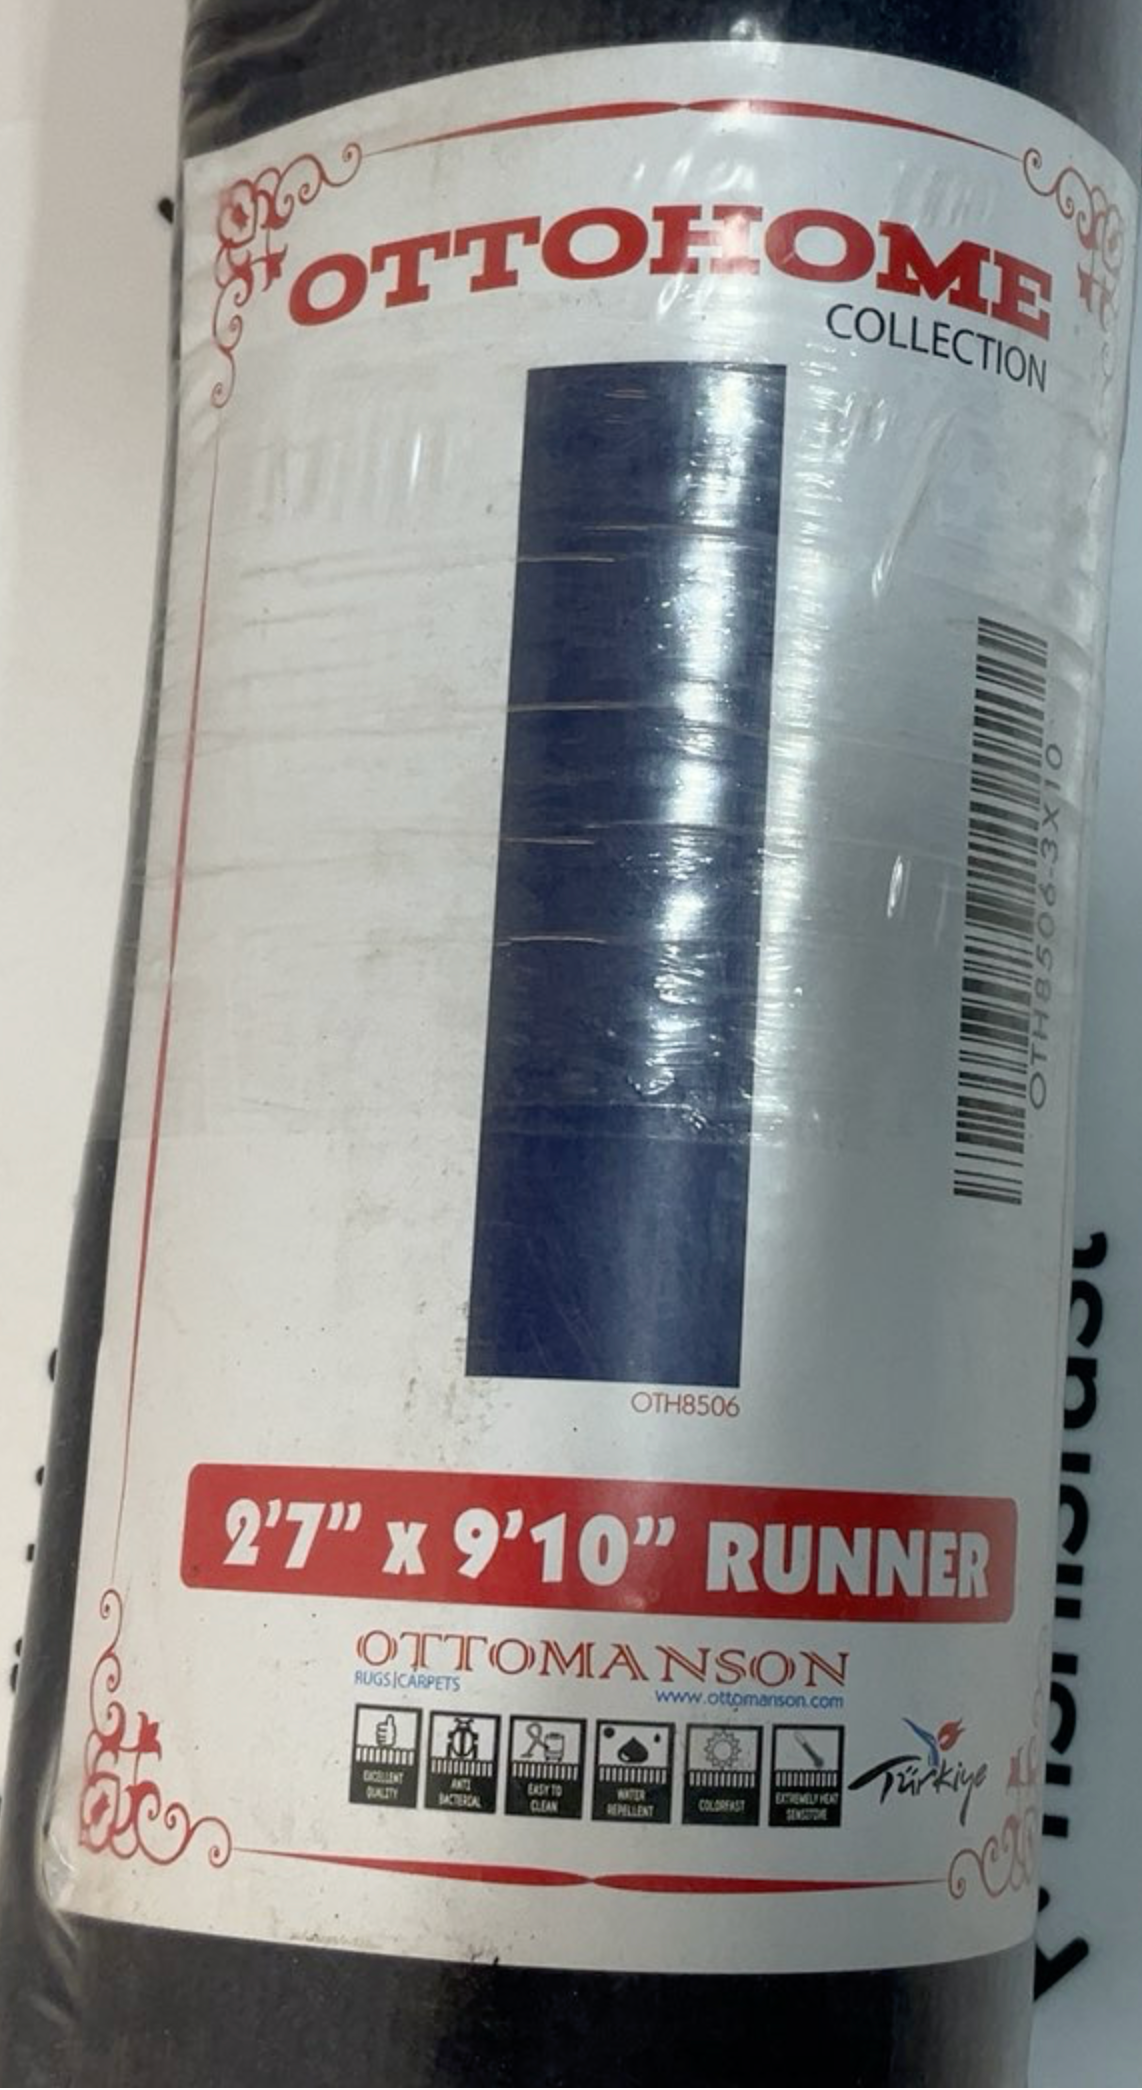 OTTOHOME
COLLECTION
OTH8506-3X10
OTH8506
2'7" x 9'10" RUNNER
OTTOMANSON
RUGS|CARPETS
www.ottomanson.com
EXCELLENT
QUALITY
ANTI
BACTERIAL
EASY TO
CLEAN
WATER
REPELLENT
COLORFAST
EXTREMELY HEAT
SENSITIVE
Türkiye